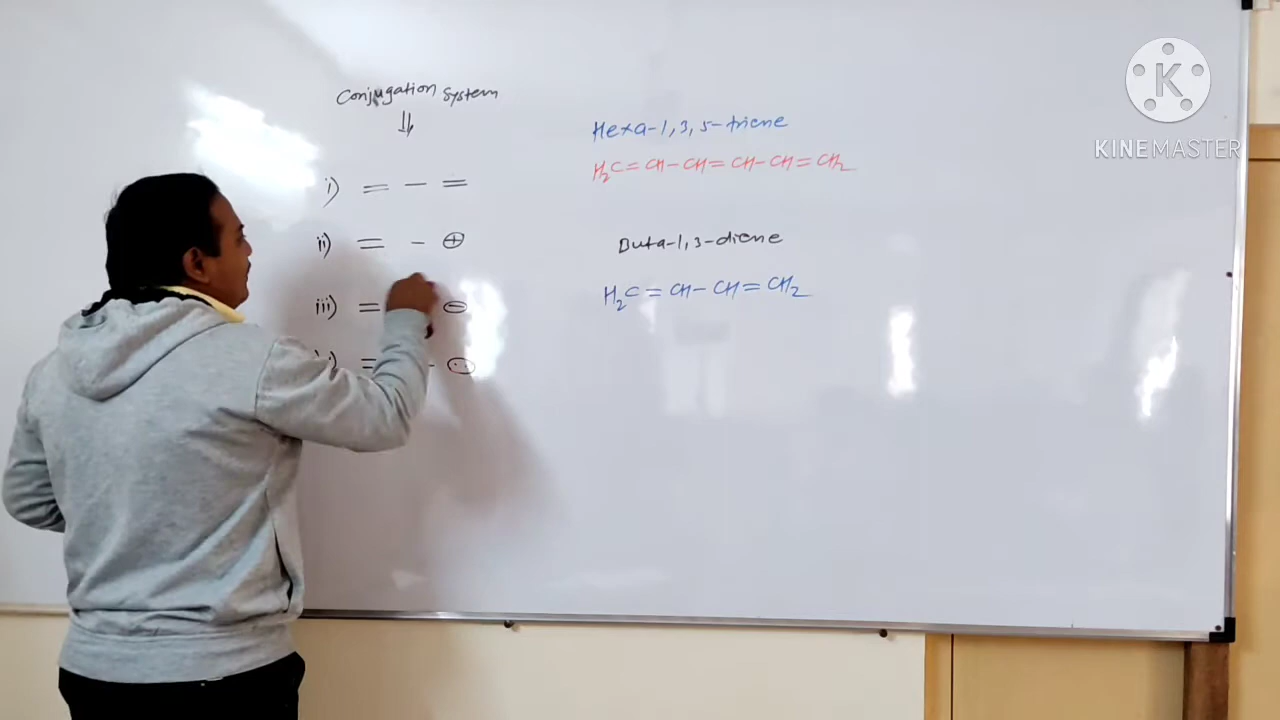 Conjugation System
⇓
i) = - =
ii) = - ⊕
iii) = ⊖
= - ⊙
Hexa-1,3,5-triene
H₂C=CH-CH=CH-CH=CH₂
Buta-1,3-diene
H₂C=CH-CH=CH₂
K
KINEMASTER